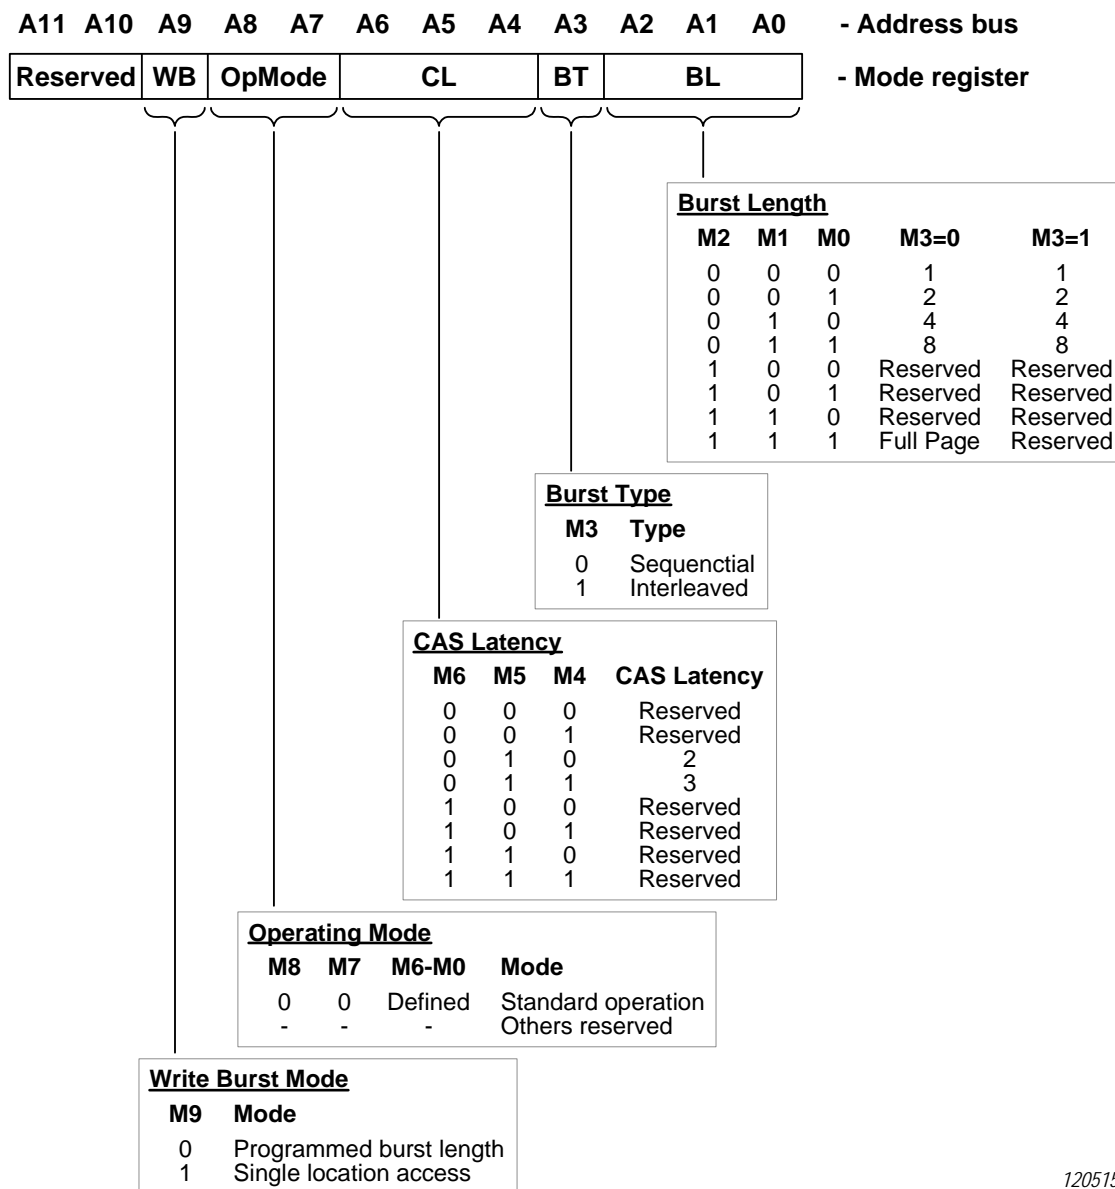 A11 A10 A9 A8 A7 A6 A5 A4 A3 A2 A1 A0 - Address bus
Reserved WB OpMode CL BT BL - Mode register
Burst Length
M2 M1 M0 M3=0 M3=1
0 0 0 1 1
0 0 1 2 2
0 1 0 4 4
0 1 1 8 8
1 0 0 Reserved Reserved
1 0 1 Reserved Reserved
1 1 0 Reserved Reserved
1 1 1 Full Page Reserved
Burst Type
M3 Type
0 Sequenctial
1 Interleaved
CAS Latency
M6 M5 M4 CAS Latency
0 0 0 Reserved
0 0 1 Reserved
0 1 0 2
0 1 1 3
1 0 0 Reserved
1 0 1 Reserved
1 1 0 Reserved
1 1 1 Reserved
Operating Mode
M8 M7 M6-M0 Mode
0 0 Defined Standard operation
- - - Others reserved
Write Burst Mode
M9 Mode
0 Programmed burst length
1 Single location access
120515